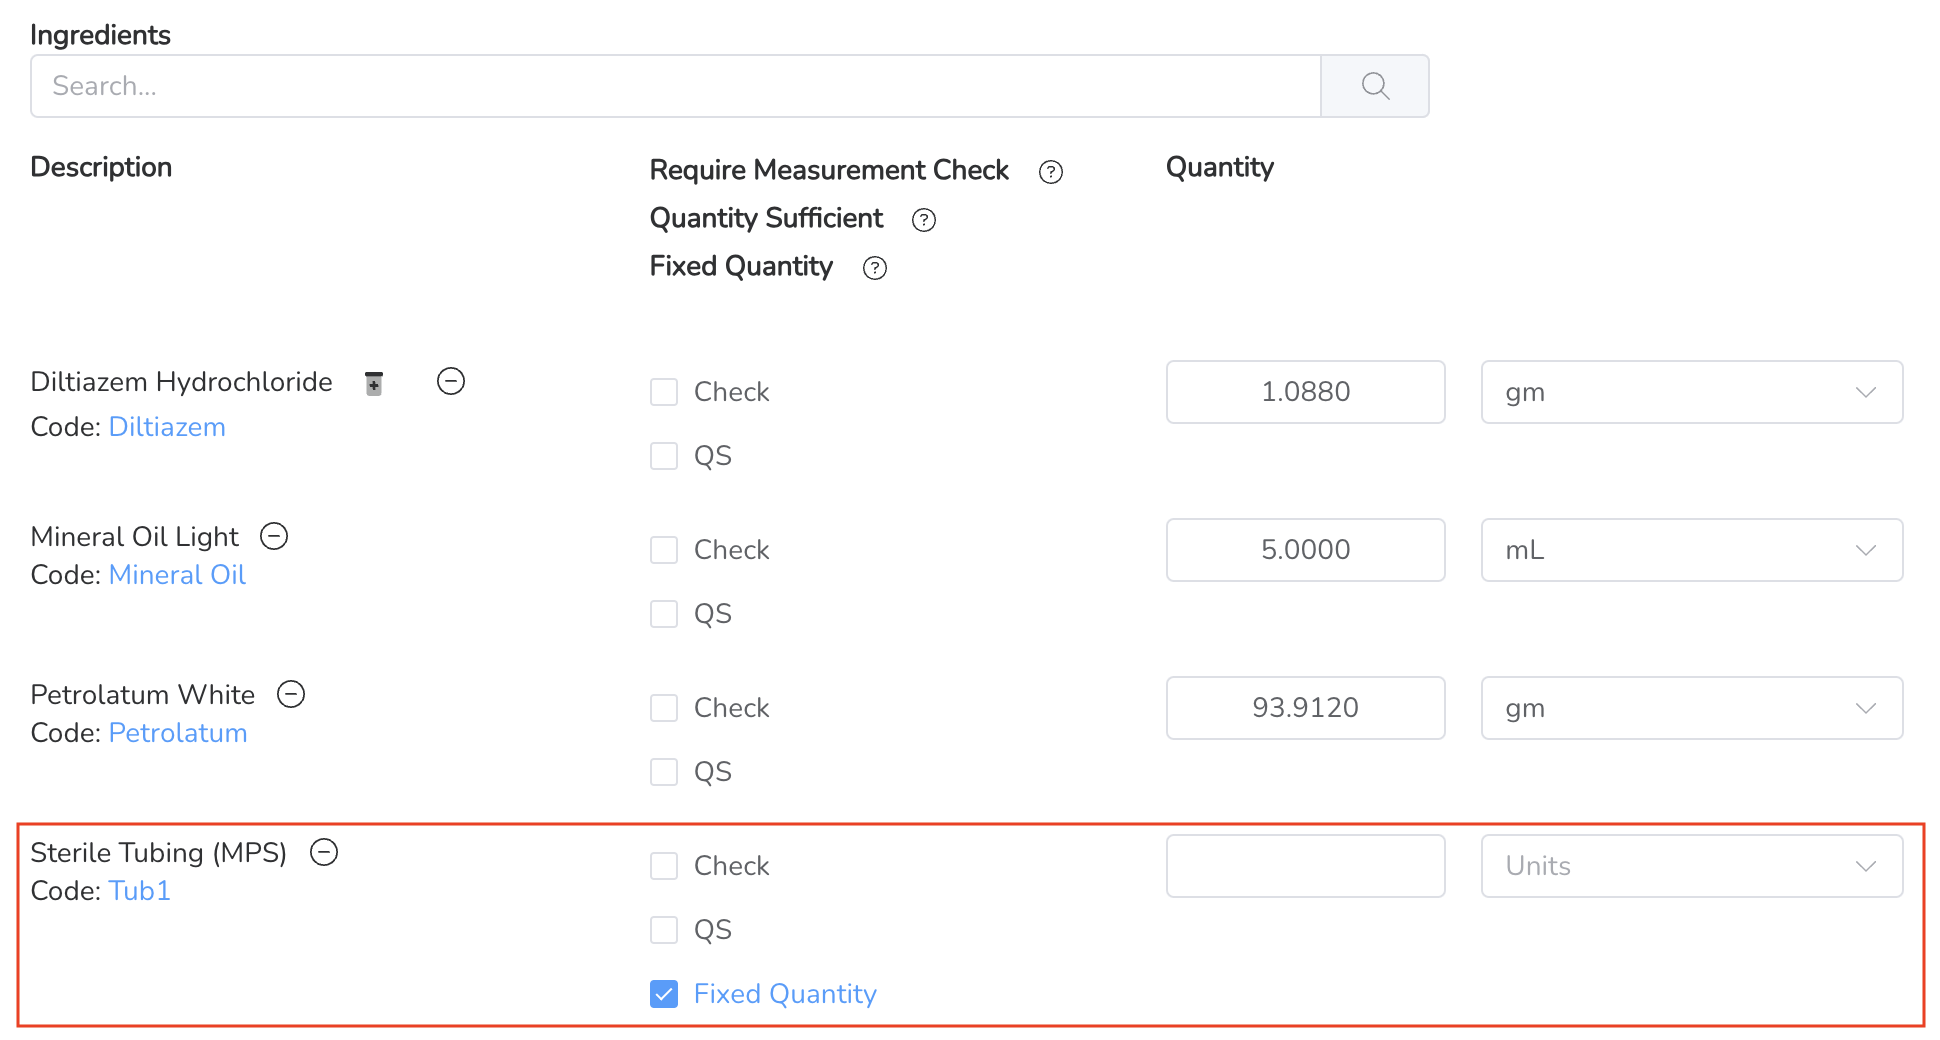 Ingredients
Search...
Description
Require Measurement Check ?
Quantity
Quantity Sufficient ?
Fixed Quantity ?
Diltiazem Hydrochloride
Code: Diltiazem
Check
QS
1.0880
gm
Mineral Oil Light
Code: Mineral Oil
Check
QS
5.0000
mL
Petrolatum White
Code: Petrolatum
Check
QS
93.9120
gm
Sterile Tubing (MPS)
Code: Tub1
Check
QS
Fixed Quantity
Units